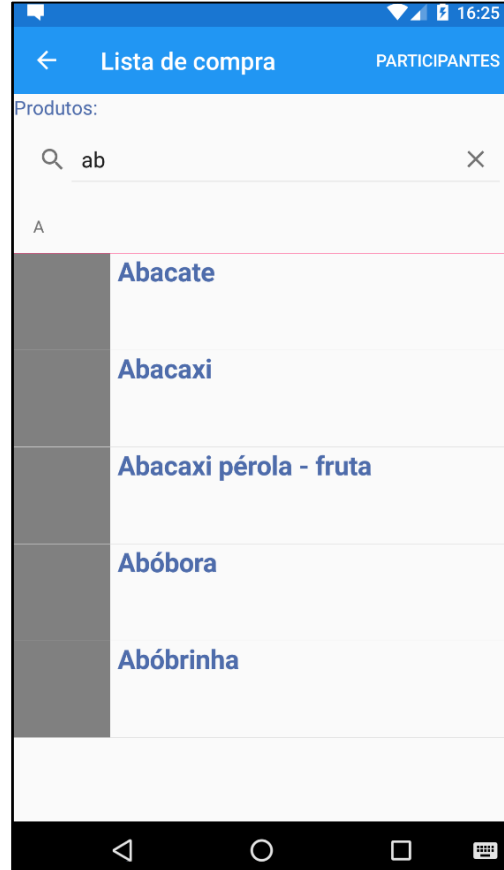 16:25
Lista de compra PARTICIPANTES
Produtos:
ab
A
Abacate
Abacaxi
Abacaxi pérola - fruta
Abóbora
Abóbrinha